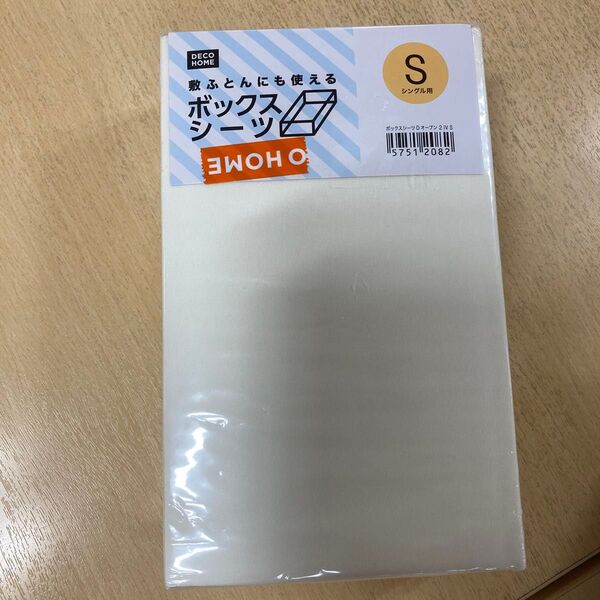 DECO
HOME
敷ふとんにも使える
ボックス
シーツ
O HOME
S
シングル用
ボックスシーツDオープン2 IV S
5751 2082